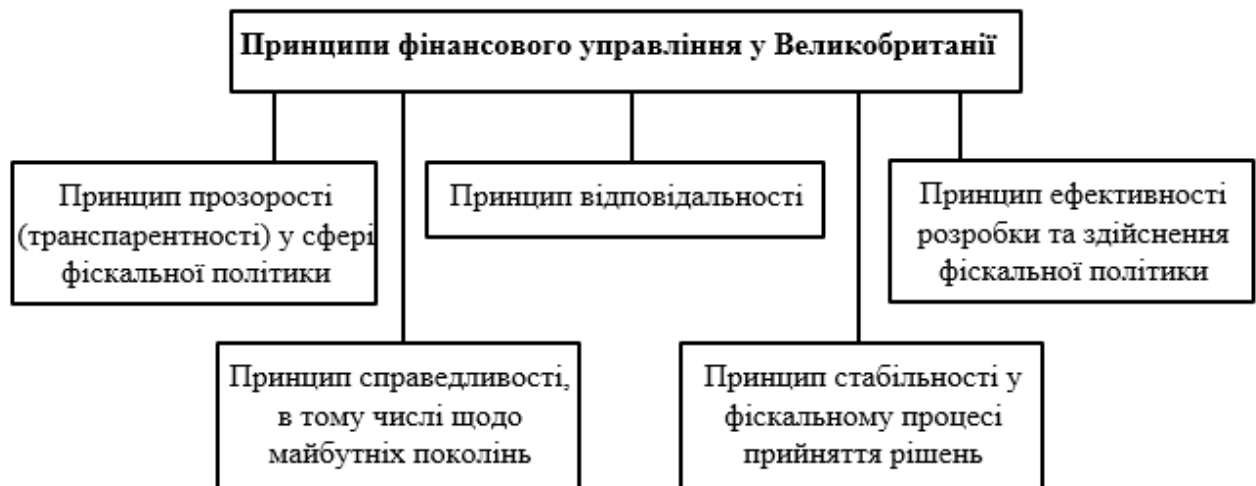 Принципи фінансового управління у Великобританії
Принцип прозорості
(транспарентності) у сфері
фіскальної політики
Принцип відповідальності
Принцип ефективності
розробки та здійснення
фіскальної політики
Принцип справедливості,
в тому числі щодо
майбутніх поколінь
Принцип стабільності у
фіскальному процесі
прийняття рішень